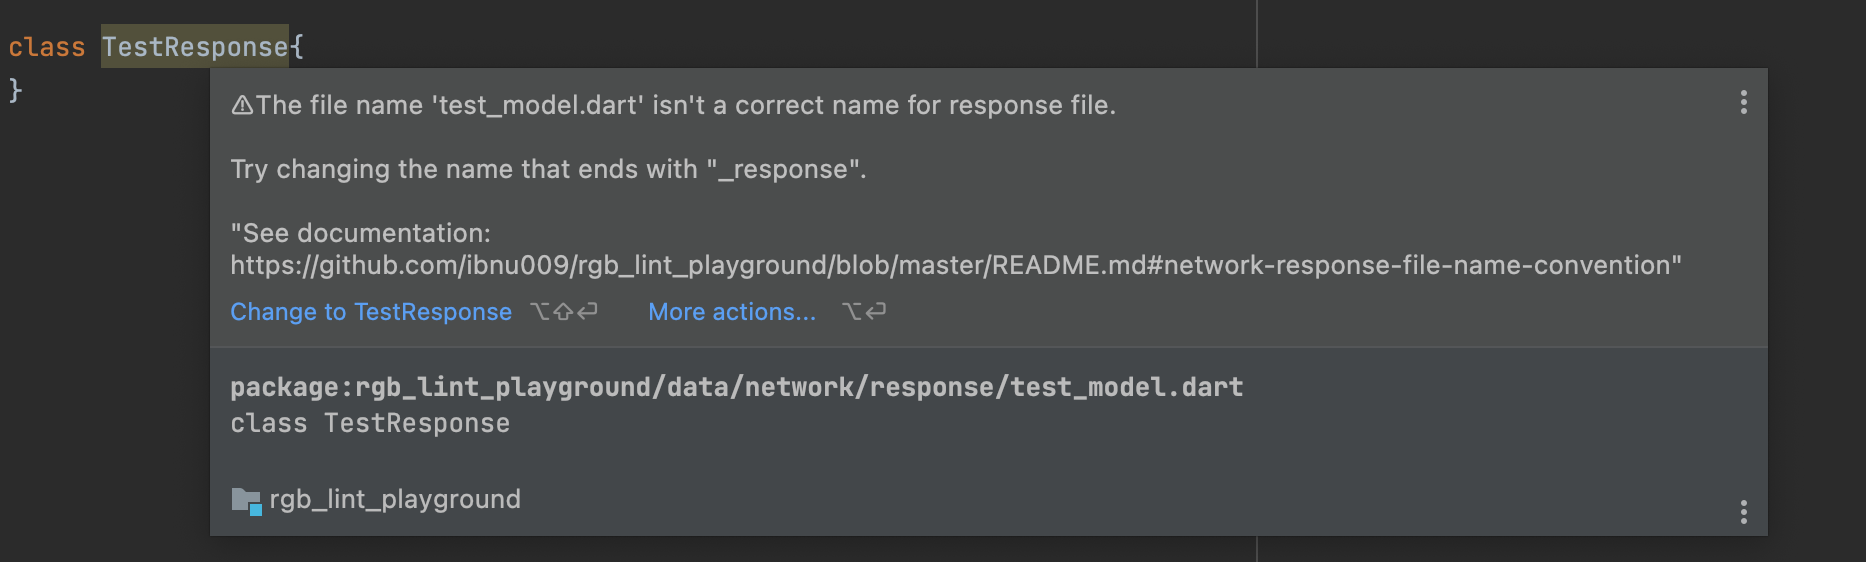 class TestResponse{
}
The file name 'test_model.dart' isn't a correct name for response file.
Try changing the name that ends with "_response".
"See documentation:
https://github.com/ibnu009/rgb_lint_playground/blob/master/README.md#network-response-file-name-convention"
Change to TestResponse ⌥⇧⏎ More actions... ⌥⏎
package:rgb_lint_playground/data/network/response/test_model.dart
class TestResponse
rgb_lint_playground